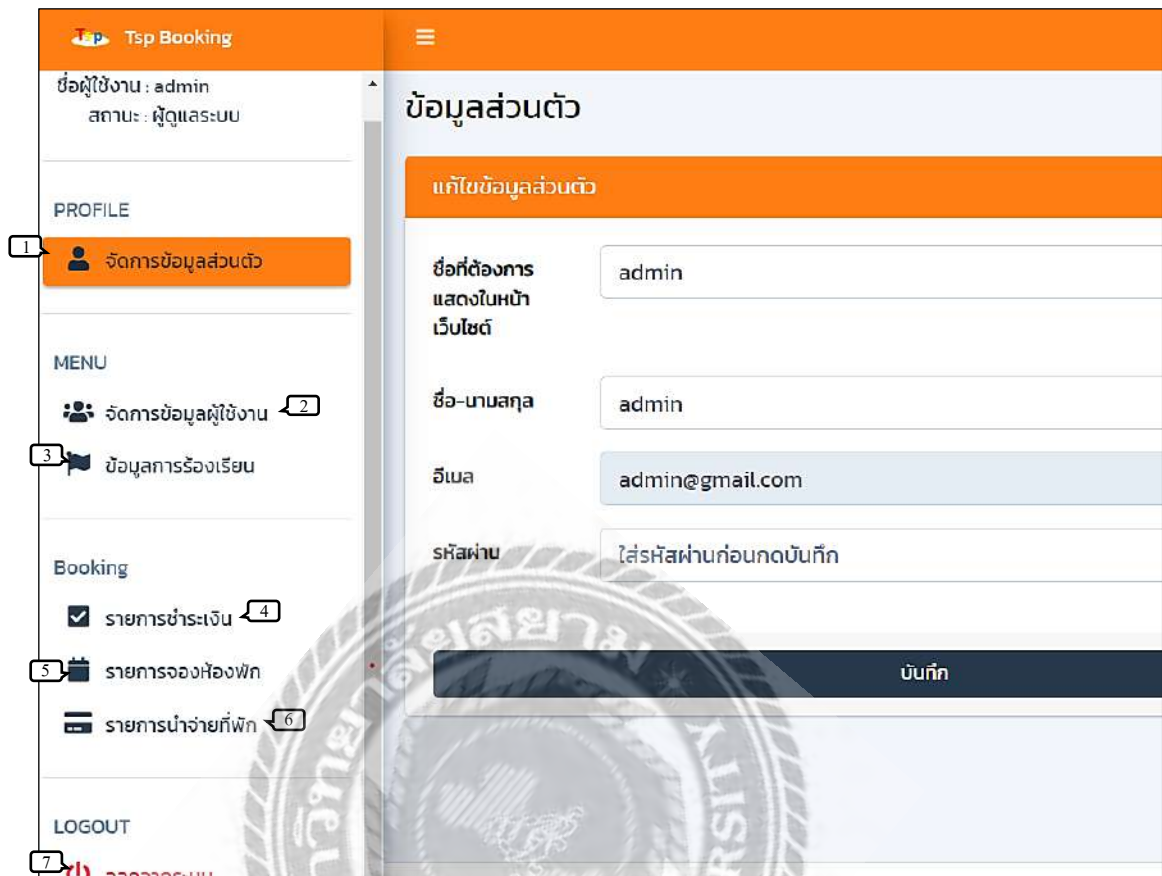 Tsp Tsp Booking
ชื่อผู้ใช้งาน : admin
สถานะ : ผู้ดูแลระบบ
PROFILE
1
จัดการข้อมูลส่วนตัว
MENU
จัดการข้อมูลผู้ใช้งาน 2
3 ข้อมูลการร้องเรียน
Booking
รายการชำระเงิน 4
5 รายการจองห้องพัก
รายการนำจ่ายที่พัก 6
LOGOUT
7 ออกจากระบบ
ข้อมูลส่วนตัว
แก้ไขข้อมูลส่วนตัว
ชื่อที่ต้องการ
แสดงในหน้า
เว็บไซต์
admin
ชื่อ-นามสกุล admin
อีเมล admin@gmail.com
รหัสผ่าน ใส่รหัสผ่านก่อนกดบันทึก
บันทึก